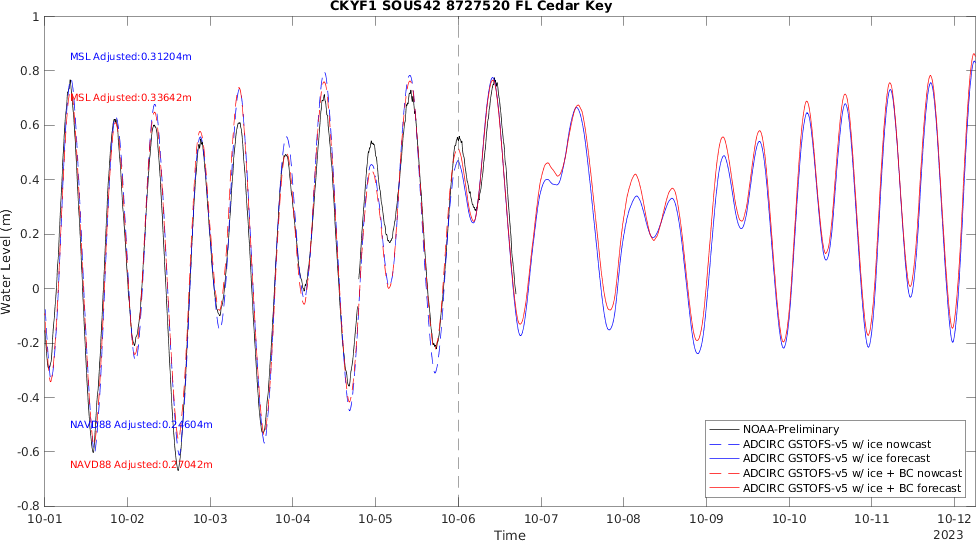 CKYF1 SOUS42 8727520 FL Cedar Key
1
0.8
0.6
0.4
0.2
0
-0.2
-0.4
-0.6
-0.8
Water Level (m)
MSL Adjusted:0.31204m
MSL Adjusted:0.33642m
NAVD88 Adjusted:0.24604m
NAVD88 Adjusted:0.27042m
NOAA-Preliminary
ADCIRC GSTOFS-v5 w/ ice nowcast
ADCIRC GSTOFS-v5 w/ ice forecast
ADCIRC GSTOFS-v5 w/ ice + BC nowcast
ADCIRC GSTOFS-v5 w/ ice + BC forecast
10-01 10-02 10-03 10-04 10-05 10-06 10-07 10-08 10-09 10-10 10-11 10-12
Time
2023